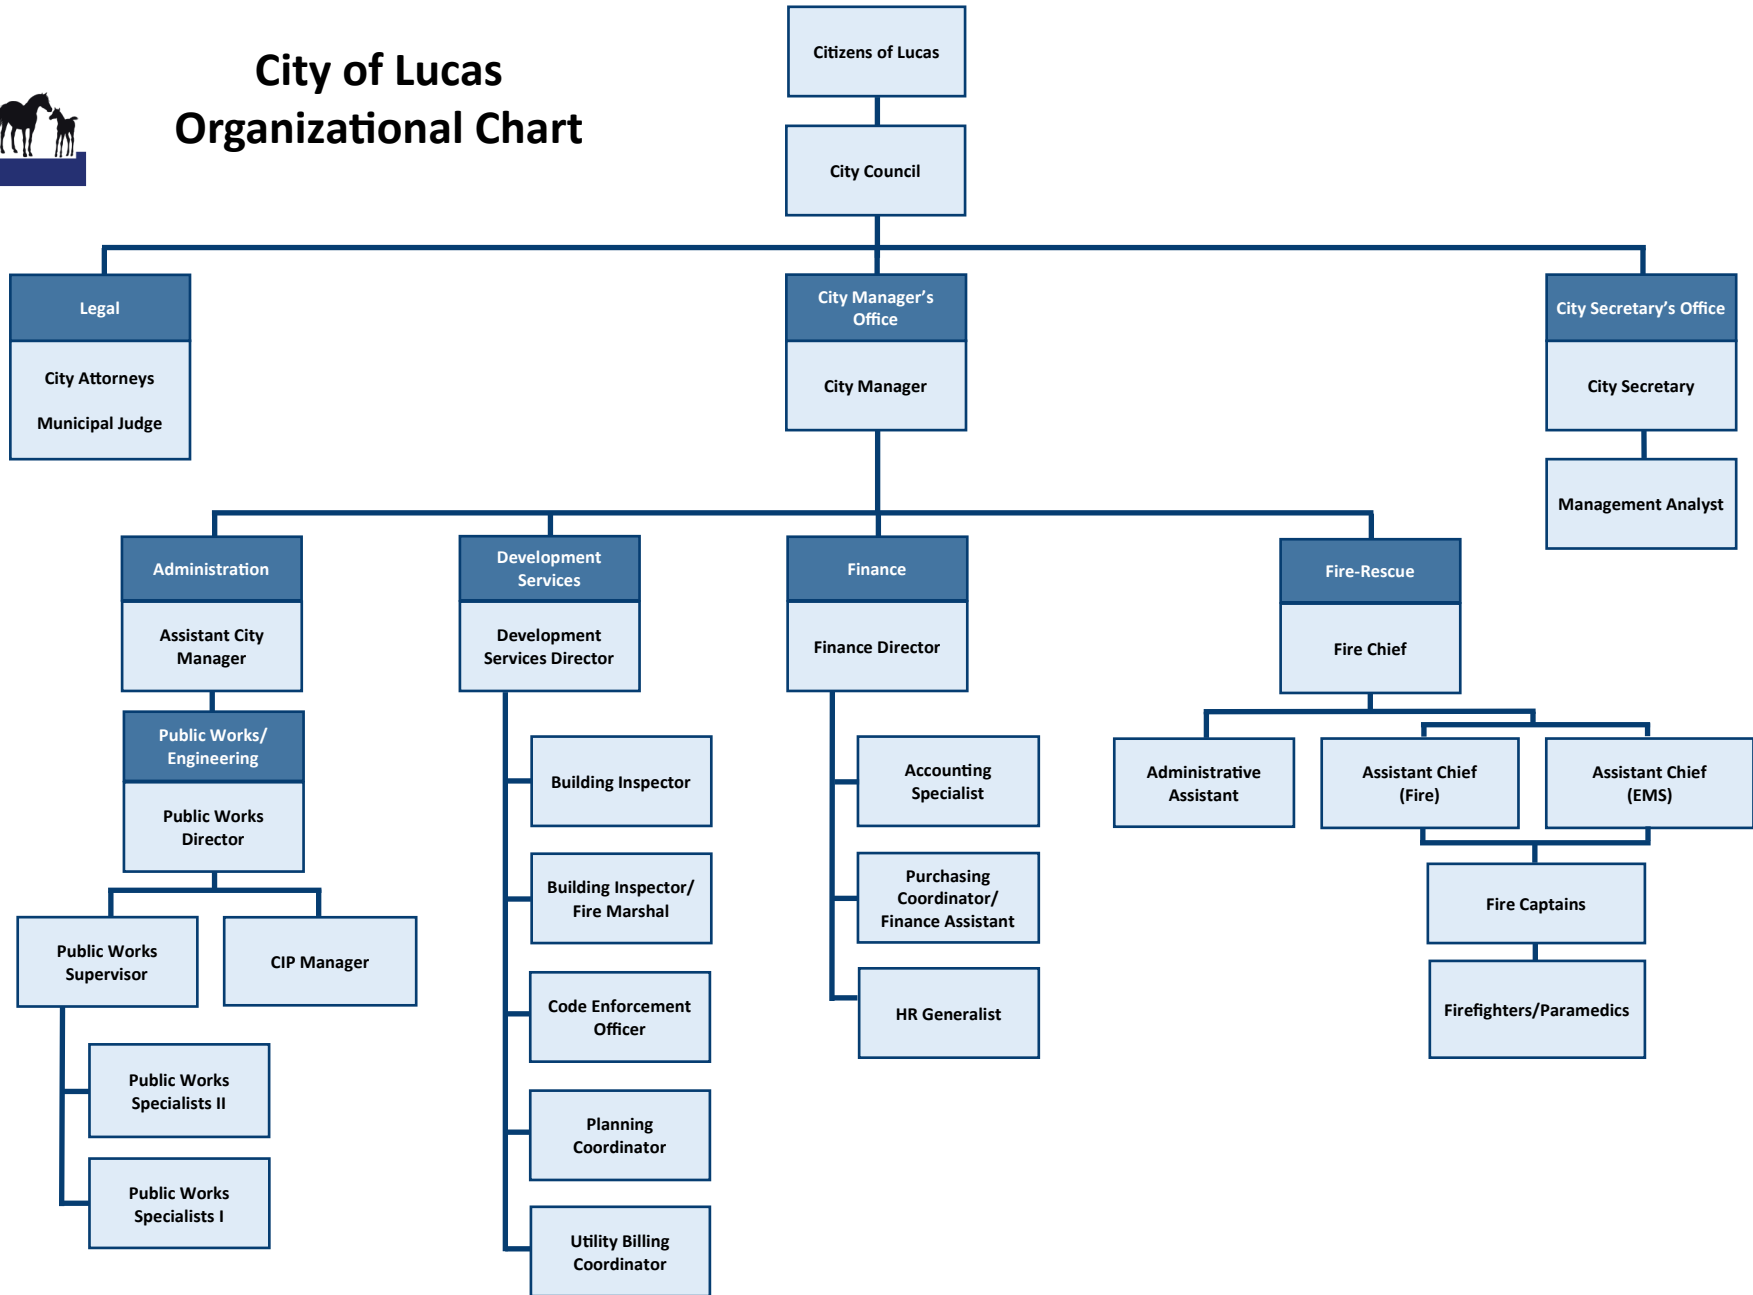 City of Lucas
Organizational Chart
Citizens of Lucas
City Council
Legal
City Attorneys
Municipal Judge
City Manager’s
Office
City Manager
City Secretary’s Office
City Secretary
Management Analyst
Administration
Assistant City
Manager
Public Works/
Engineering
Public Works
Director
Public Works
Supervisor
CIP Manager
Public Works
Specialists II
Public Works
Specialists I
Development
Services
Development
Services Director
Building Inspector
Building Inspector/
Fire Marshal
Code Enforcement
Officer
Planning
Coordinator
Utility Billing
Coordinator
Finance
Finance Director
Accounting
Specialist
Purchasing
Coordinator/
Finance Assistant
HR Generalist
Fire-Rescue
Fire Chief
Administrative
Assistant
Assistant Chief
(Fire)
Assistant Chief
(EMS)
Fire Captains
Firefighters/Paramedics